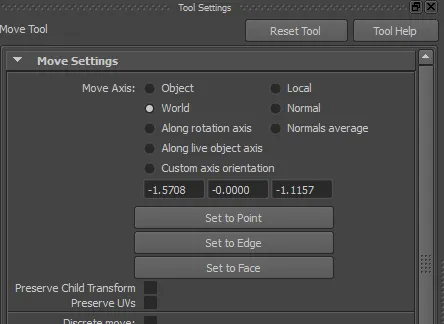 Tool Settings
Move Tool Reset Tool Tool Help
Move Settings
Move Axis: Object Local
World Normal
Along rotation axis Normals average
Along live object axis
Custom axis orientation
-1.5708 -0.0000 -1.1157
Set to Point
Set to Edge
Set to Face
Preserve Child Transform
Preserve UVs
Discrete move: